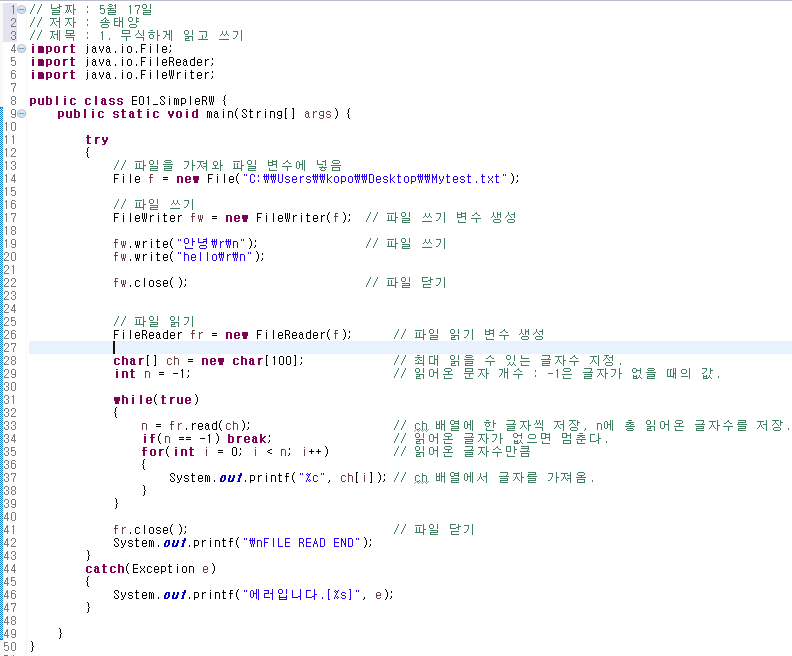 1 // 날짜 : 5월 17일
2 // 저자 : 송태양
3 // 제목 : 1. 무식하게 읽고 쓰기
4 import java.io.File;
5 import java.io.FileReader;
6 import java.io.FileWriter;
7
8 public class E01_SimpleRW {
9 public static void main(String[] args) {
10
11 try
12 {
13 // 파일을 가져와 파일 변수에 넣음
14 File f = new File("C:₩₩Users₩₩kopo₩₩Desktop₩₩Mytest.txt");
15
16 // 파일 쓰기
17 FileWriter fw = new FileWriter(f); // 파일 쓰기 변수 생성
18
19 fw.write("안녕₩r₩n"); // 파일 쓰기
20 fw.write("hello₩r₩n");
21
22 fw.close(); // 파일 닫기
23
24
25 // 파일 읽기
26 FileReader fr = new FileReader(f); // 파일 읽기 변수 생성
27
28 char[] ch = new char[100]; // 최대 읽을 수 있는 글자수 지정.
29 int n = -1; // 읽어온 문자 개수 : -1은 글자가 없을 때의 값.
30
31 while(true)
32 {
33 n = fr.read(ch); // ch 배열에 한 글자씩 저장, n에 총 읽어온 글자수를 저장.
34 if(n == -1) break; // 읽어온 글자가 없으면 멈춘다.
35 for(int i = 0; i < n; i++) // 읽어온 글자수만큼
36 {
37 System.out.printf("%c", ch[i]); // ch 배열에서 글자를 가져옴.
38 }
39 }
40
41 fr.close(); // 파일 닫기
42 System.out.printf("₩nFILE READ END");
43 }
44 catch(Exception e)
45 {
46 System.out.printf("에러입니다.[%s]", e);
47 }
48
49 }
50 }